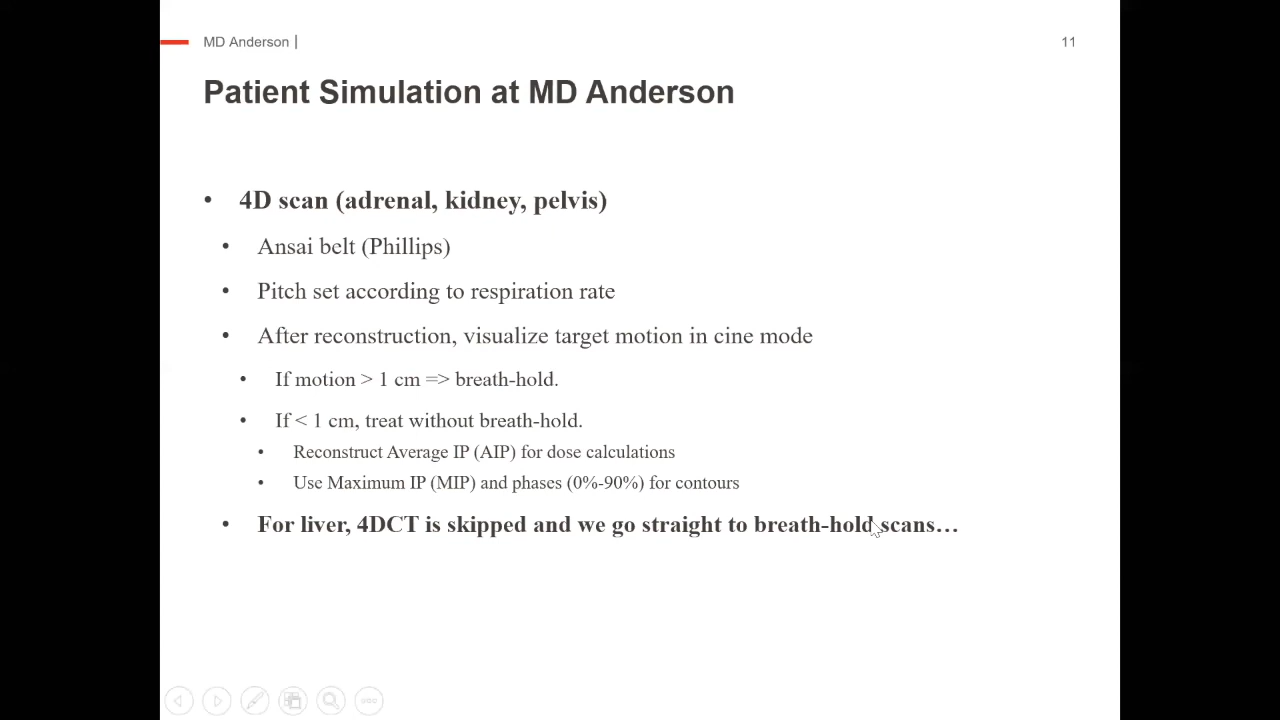 MD Anderson |
11
Patient Simulation at MD Anderson
• 4D scan (adrenal, kidney, pelvis)
• Ansai belt (Phillips)
• Pitch set according to respiration rate
• After reconstruction, visualize target motion in cine mode
• If motion > 1 cm => breath-hold.
• If < 1 cm, treat without breath-hold.
• Reconstruct Average IP (AIP) for dose calculations
• Use Maximum IP (MIP) and phases (0%-90%) for contours
• For liver, 4DCT is skipped and we go straight to breath-hold scans…